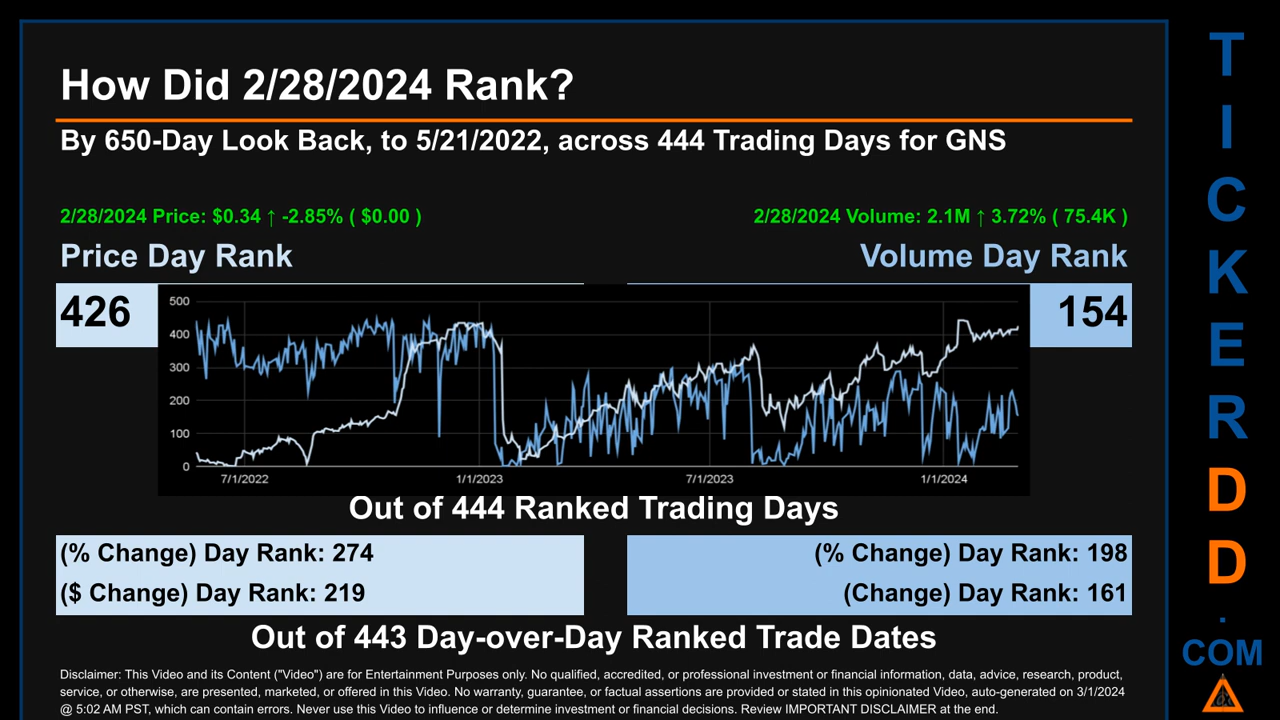 How Did 2/28/2024 Rank?
By 650-Day Look Back, to 5/21/2022, across 444 Trading Days for GNS
2/28/2024 Price: $0.34 ↑ -2.85% ( $0.00 )
2/28/2024 Volume: 2.1M ↑ 3.72% ( 75.4K )
Price Day Rank
Volume Day Rank
426
154
500
400
300
200
100
0
7/1/2022
1/1/2023
7/1/2023
1/1/2024
Out of 444 Ranked Trading Days
(% Change) Day Rank: 274
($ Change) Day Rank: 219
(% Change) Day Rank: 198
(Change) Day Rank: 161
Out of 443 Day-over-Day Ranked Trade Dates
Disclaimer: This Video and its Content ("Video") are for Entertainment Purposes only. No qualified, accredited, or professional investment or financial information, data, advice, research, product,
service, or otherwise, are presented, marketed, or offered in this Video. No warranty, guarantee, or factual assertions are provided or stated in this opinionated Video, auto-generated on 3/1/2024
@ 5:02 AM PST, which can contain errors. Never use this Video to influence or determine investment or financial decisions. Review IMPORTANT DISCLAIMER at the end.
T
I
C
K
E
R
D
D
.
COM